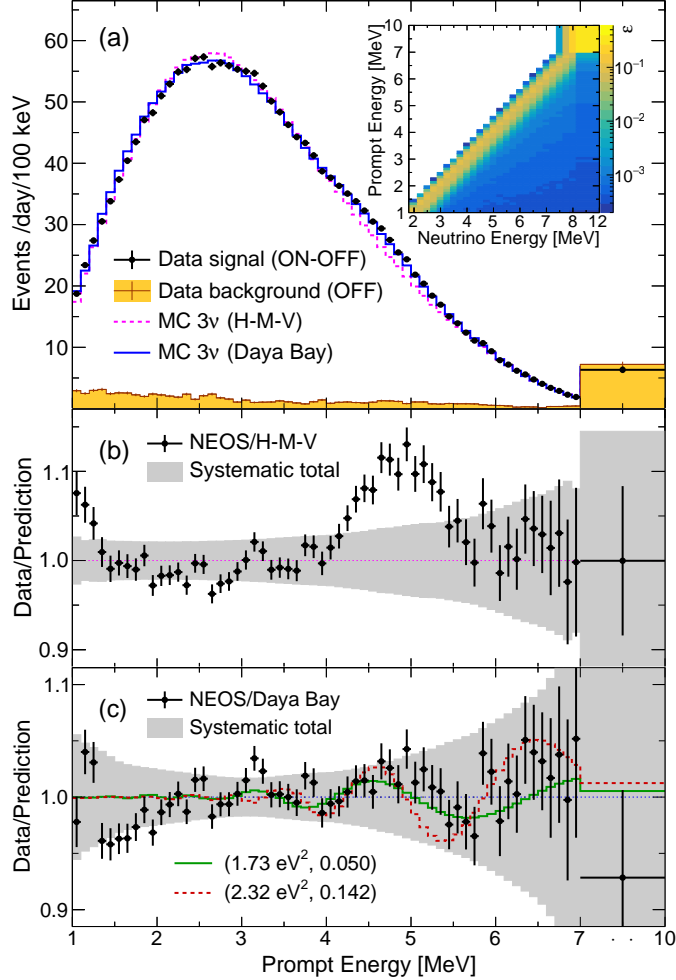 (a)
Events /day/100 keV
60
50
40
30
20
10
Data signal (ON-OFF)
Data background (OFF)
MC 3ν (H-M-V)
MC 3ν (Daya Bay)
Prompt Energy [MeV]
10
9
8
7
6
5
4
3
2
1
2 3 4 5 6 7 8 12
Neutrino Energy [MeV]
ε
10⁻¹
10⁻²
10⁻³
(b)
NEOS/H-M-V
Systematic total
Data/Prediction
1.1
1.0
0.9
(c)
NEOS/Daya Bay
Systematic total
Data/Prediction
1.1
1.0
0.9
(1.73 eV², 0.050)
(2.32 eV², 0.142)
1 2 3 4 5 6 7 10
Prompt Energy [MeV]